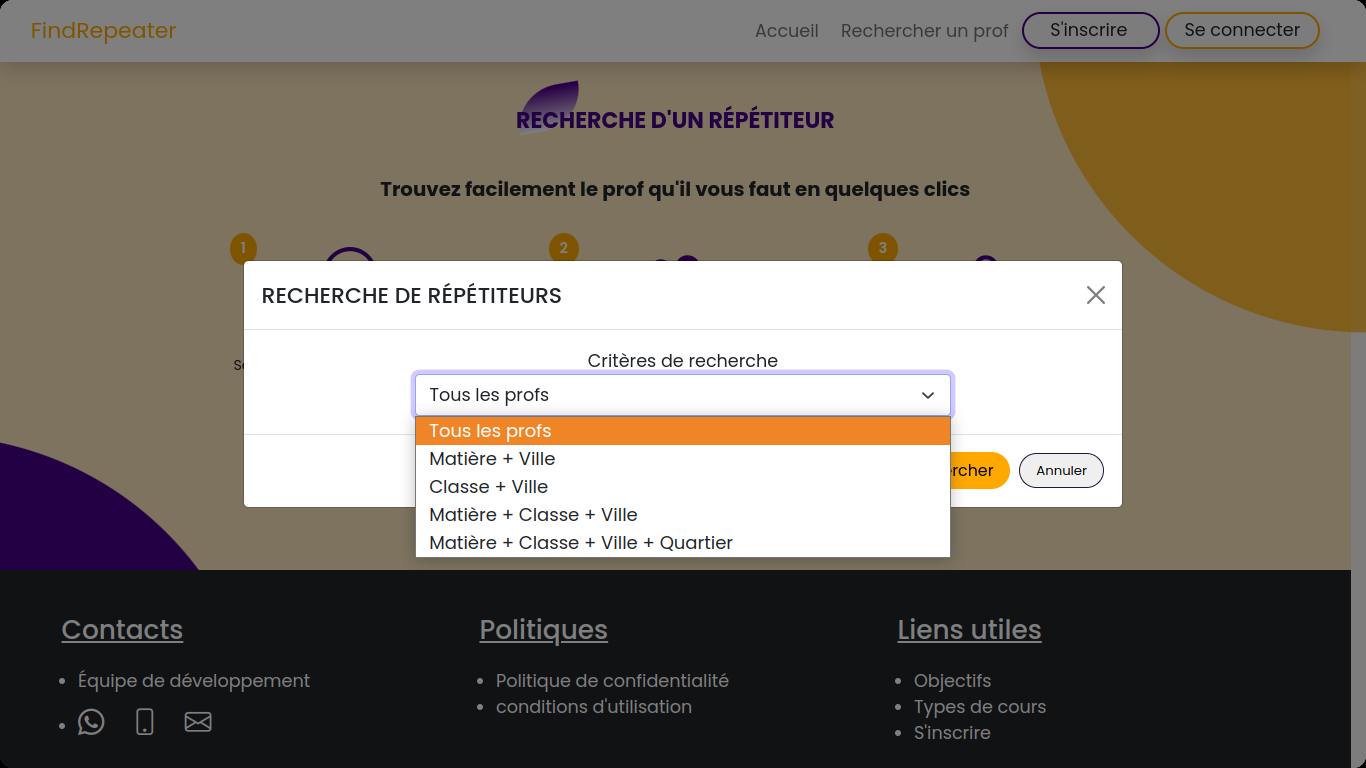 FindRepeater
Accueil
Rechercher un prof
S'inscrire
Se connecter
RECHERCHE D'UN RÉPÉTITEUR
Trouvez facilement le prof qu'il vous faut en quelques clics
1
2
3
RECHERCHE DE RÉPÉTITEURS
Critères de recherche
Tous les profs
Tous les profs
Matière + Ville
Classe + Ville
Matière + Classe + Ville
Matière + Classe + Ville + Quartier
Annuler
Contacts
Équipe de développement
Politiques
Politique de confidentialité
conditions d'utilisation
Liens utiles
Objectifs
Types de cours
S'inscrire